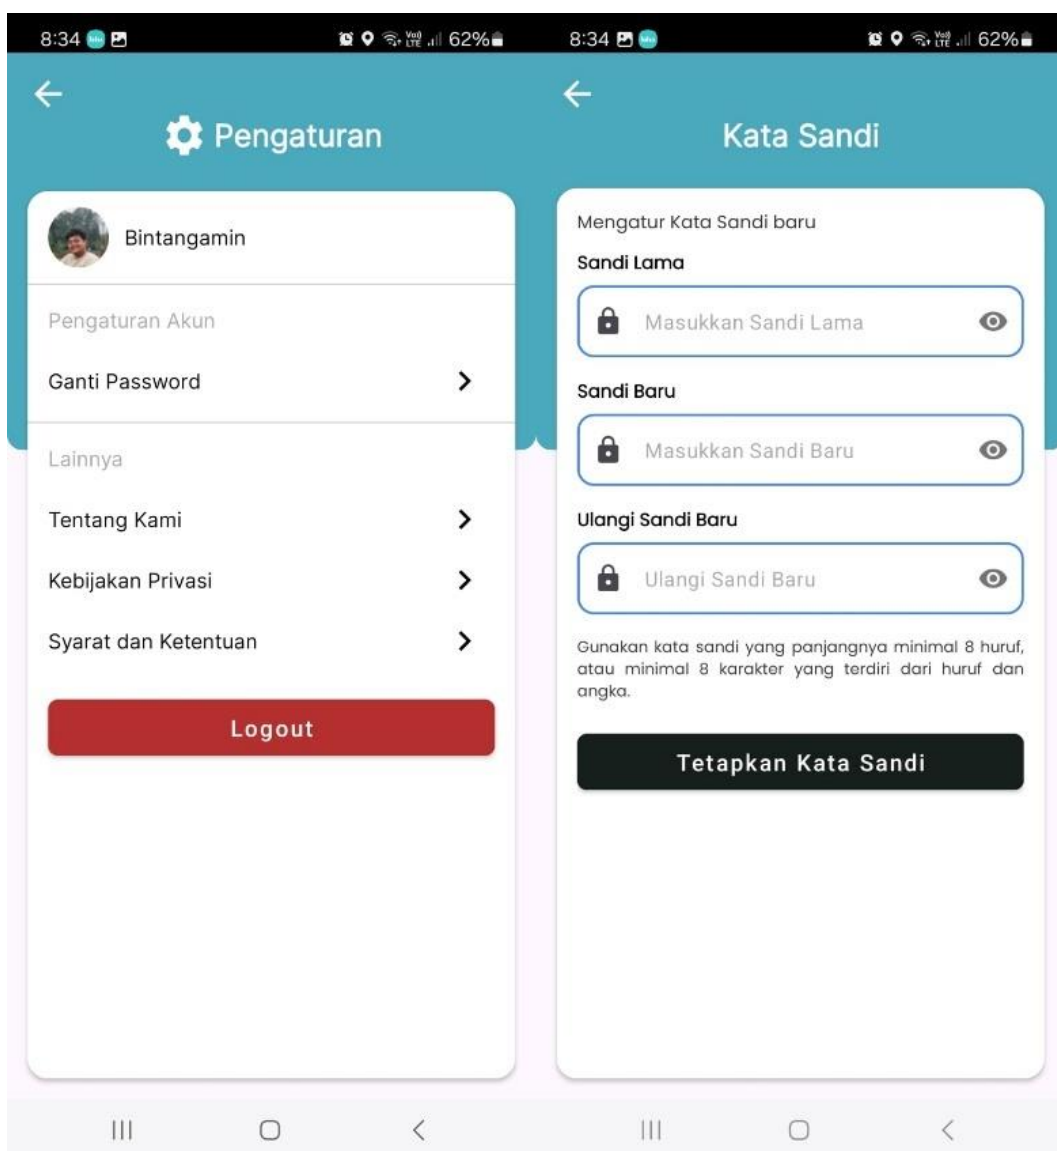 8:34
62%
Pengaturan
Bintangamin
Pengaturan Akun
Ganti Password
Lainnya
Tentang Kami
Kebijakan Privasi
Syarat dan Ketentuan
Logout
8:34
62%
Kata Sandi
Mengatur Kata Sandi baru
Sandi Lama
Masukkan Sandi Lama
Sandi Baru
Masukkan Sandi Baru
Ulangi Sandi Baru
Ulangi Sandi Baru
Gunakan kata sandi yang panjangnya minimal 8 huruf,
atau minimal 8 karakter yang terdiri dari huruf dan
angka.
Tetapkan Kata Sandi